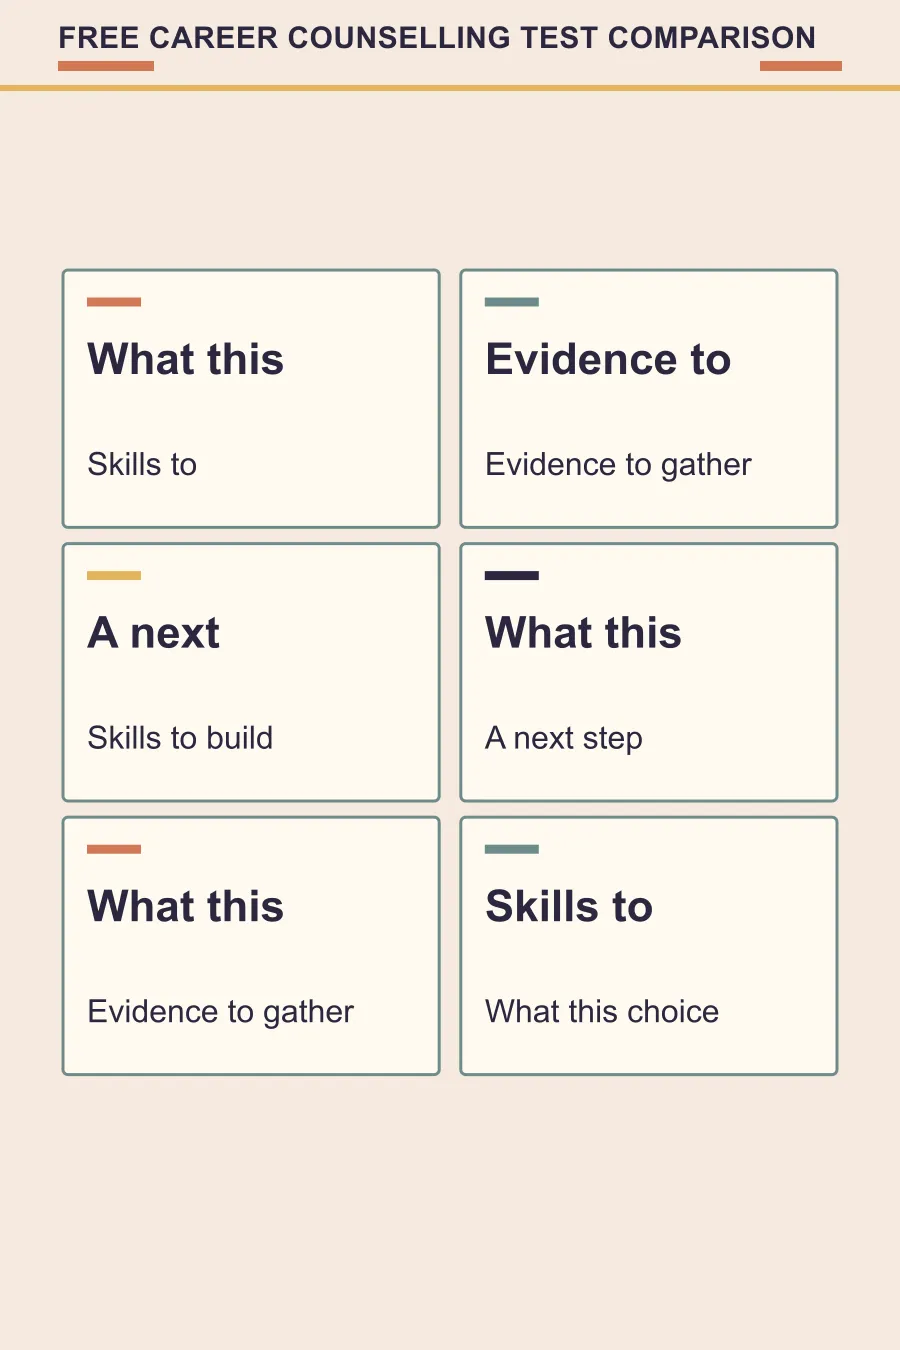 FREE CAREER COUNSELLING TEST COMPARISON
What this
Skills to
Evidence to
Evidence to gather
A next
Skills to build
What this
A next step
What this
Evidence to gather
Skills to
What this choice